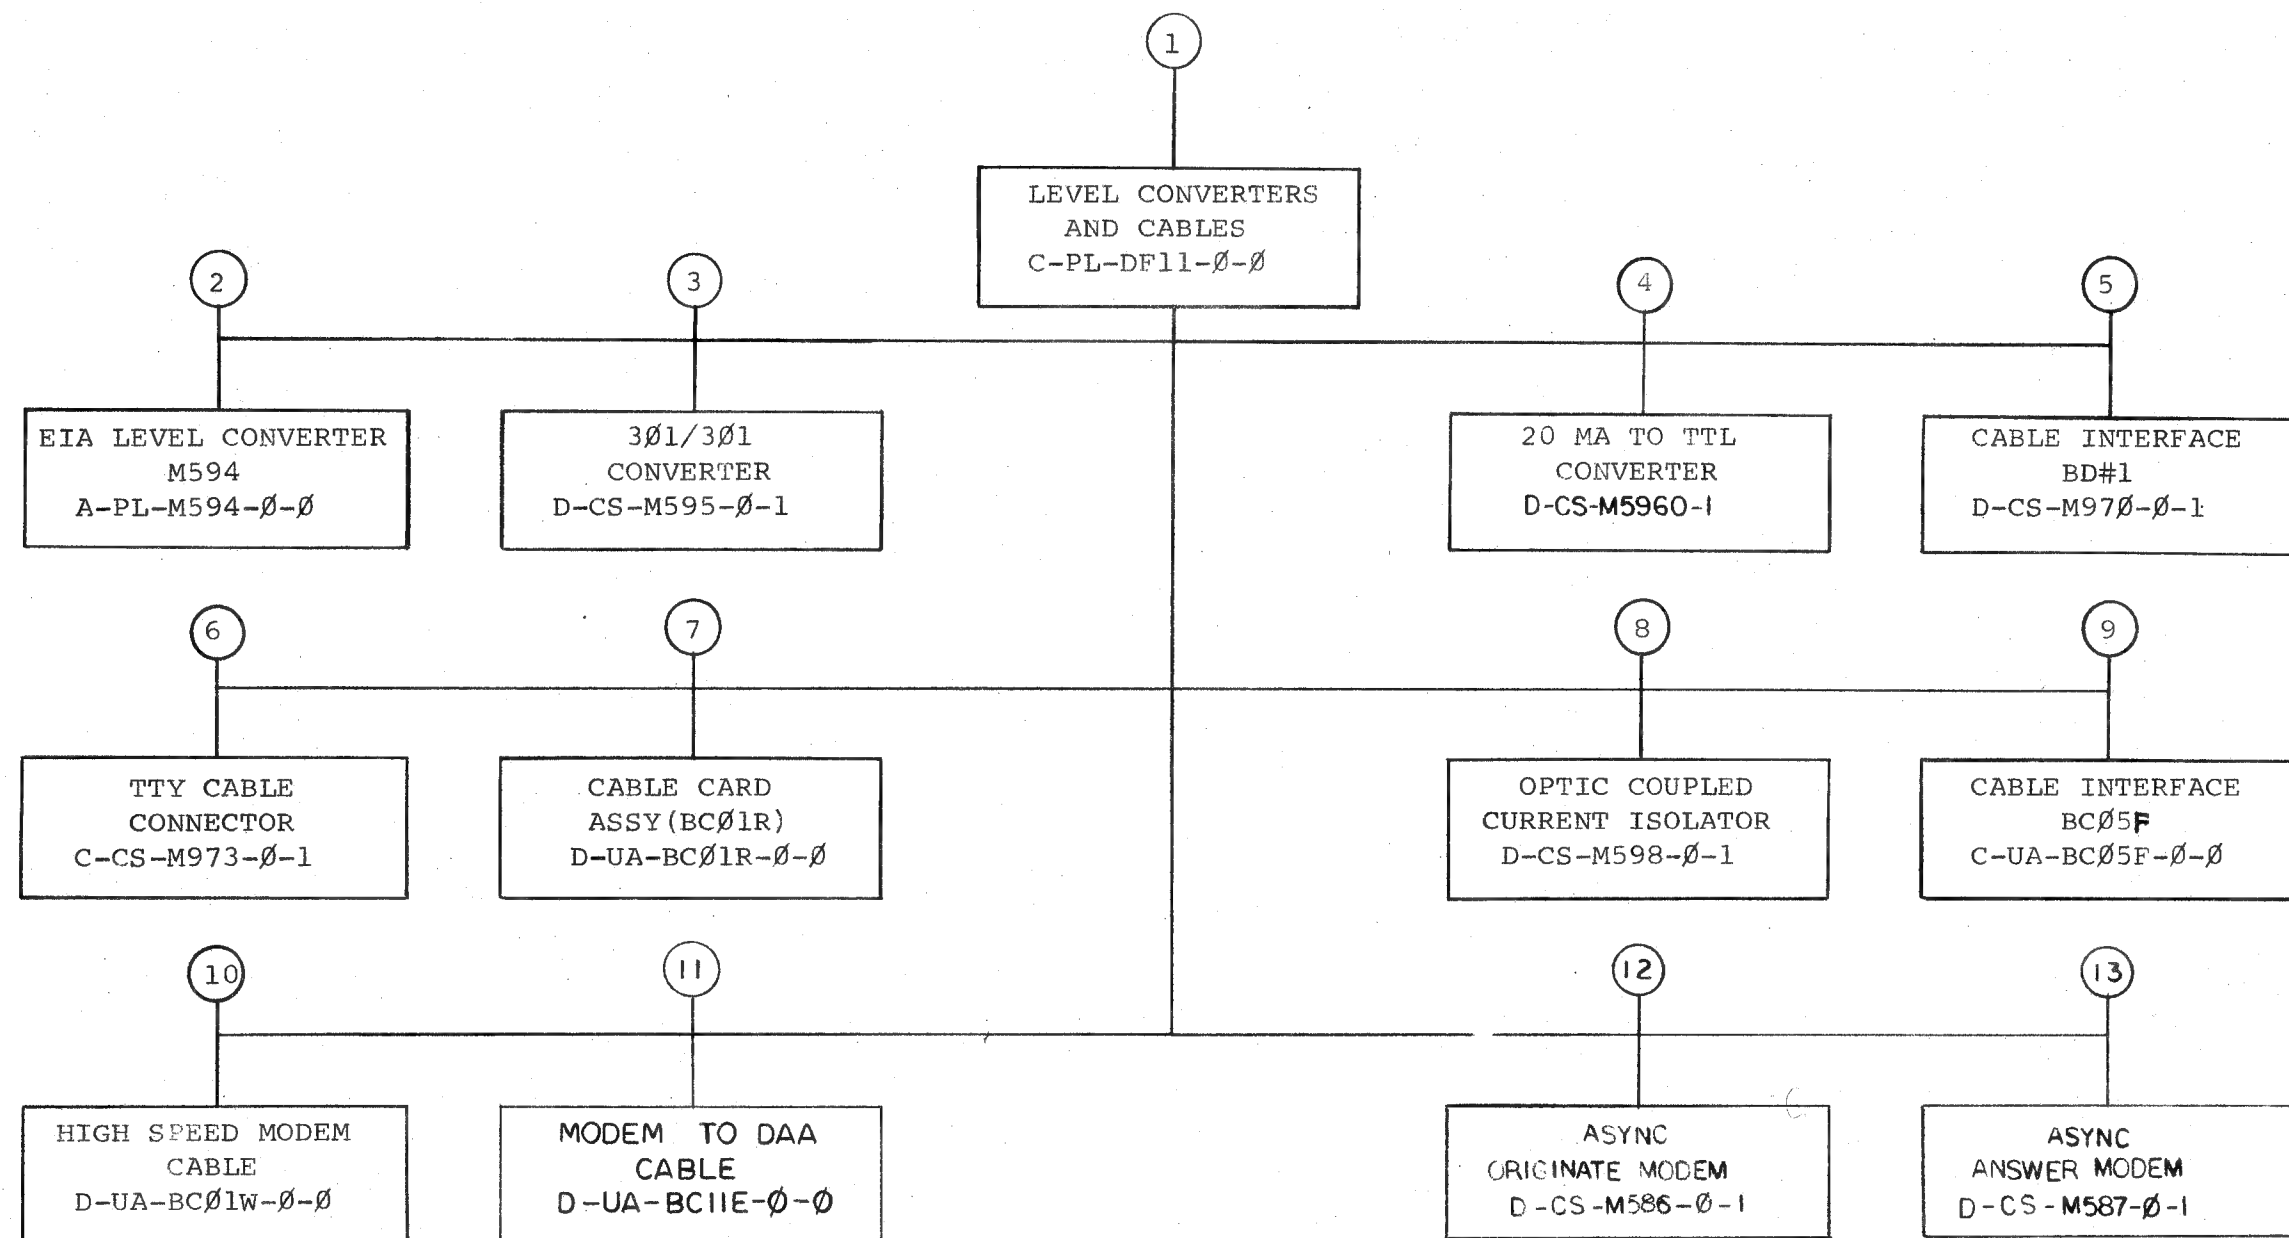 1
LEVEL CONVERTERS
AND CABLES
C-PL-DF11-Ø-Ø
2
3
4
5
EIA LEVEL CONVERTER
M594
A-PL-M594-Ø-Ø
3Ø1/3Ø1
CONVERTER
D-CS-M595-Ø-1
20 MA TO TTL
CONVERTER
D-CS-M5960-1
CABLE INTERFACE
BD#1
D-CS-M97Ø-Ø-1
6
7
8
9
TTY CABLE
CONNECTOR
C-CS-M973-Ø-1
CABLE CARD
ASSY(BCØ1R)
D-UA-BCØ1R-Ø-Ø
OPTIC COUPLED
CURRENT ISOLATOR
D-CS-M598-Ø-1
CABLE INTERFACE
BCØ5F
C-UA-BCØ5F-Ø-Ø
10
11
12
13
HIGH SPEED MODEM
CABLE
D-UA-BCØ1W-Ø-Ø
MODEM TO DAA
CABLE
D-UA-BC11E-Ø-Ø
ASYNC
ORIGINATE MODEM
D-CS-M586-Ø-1
ASYNC
ANSWER MODEM
D-CS-M587-Ø-1